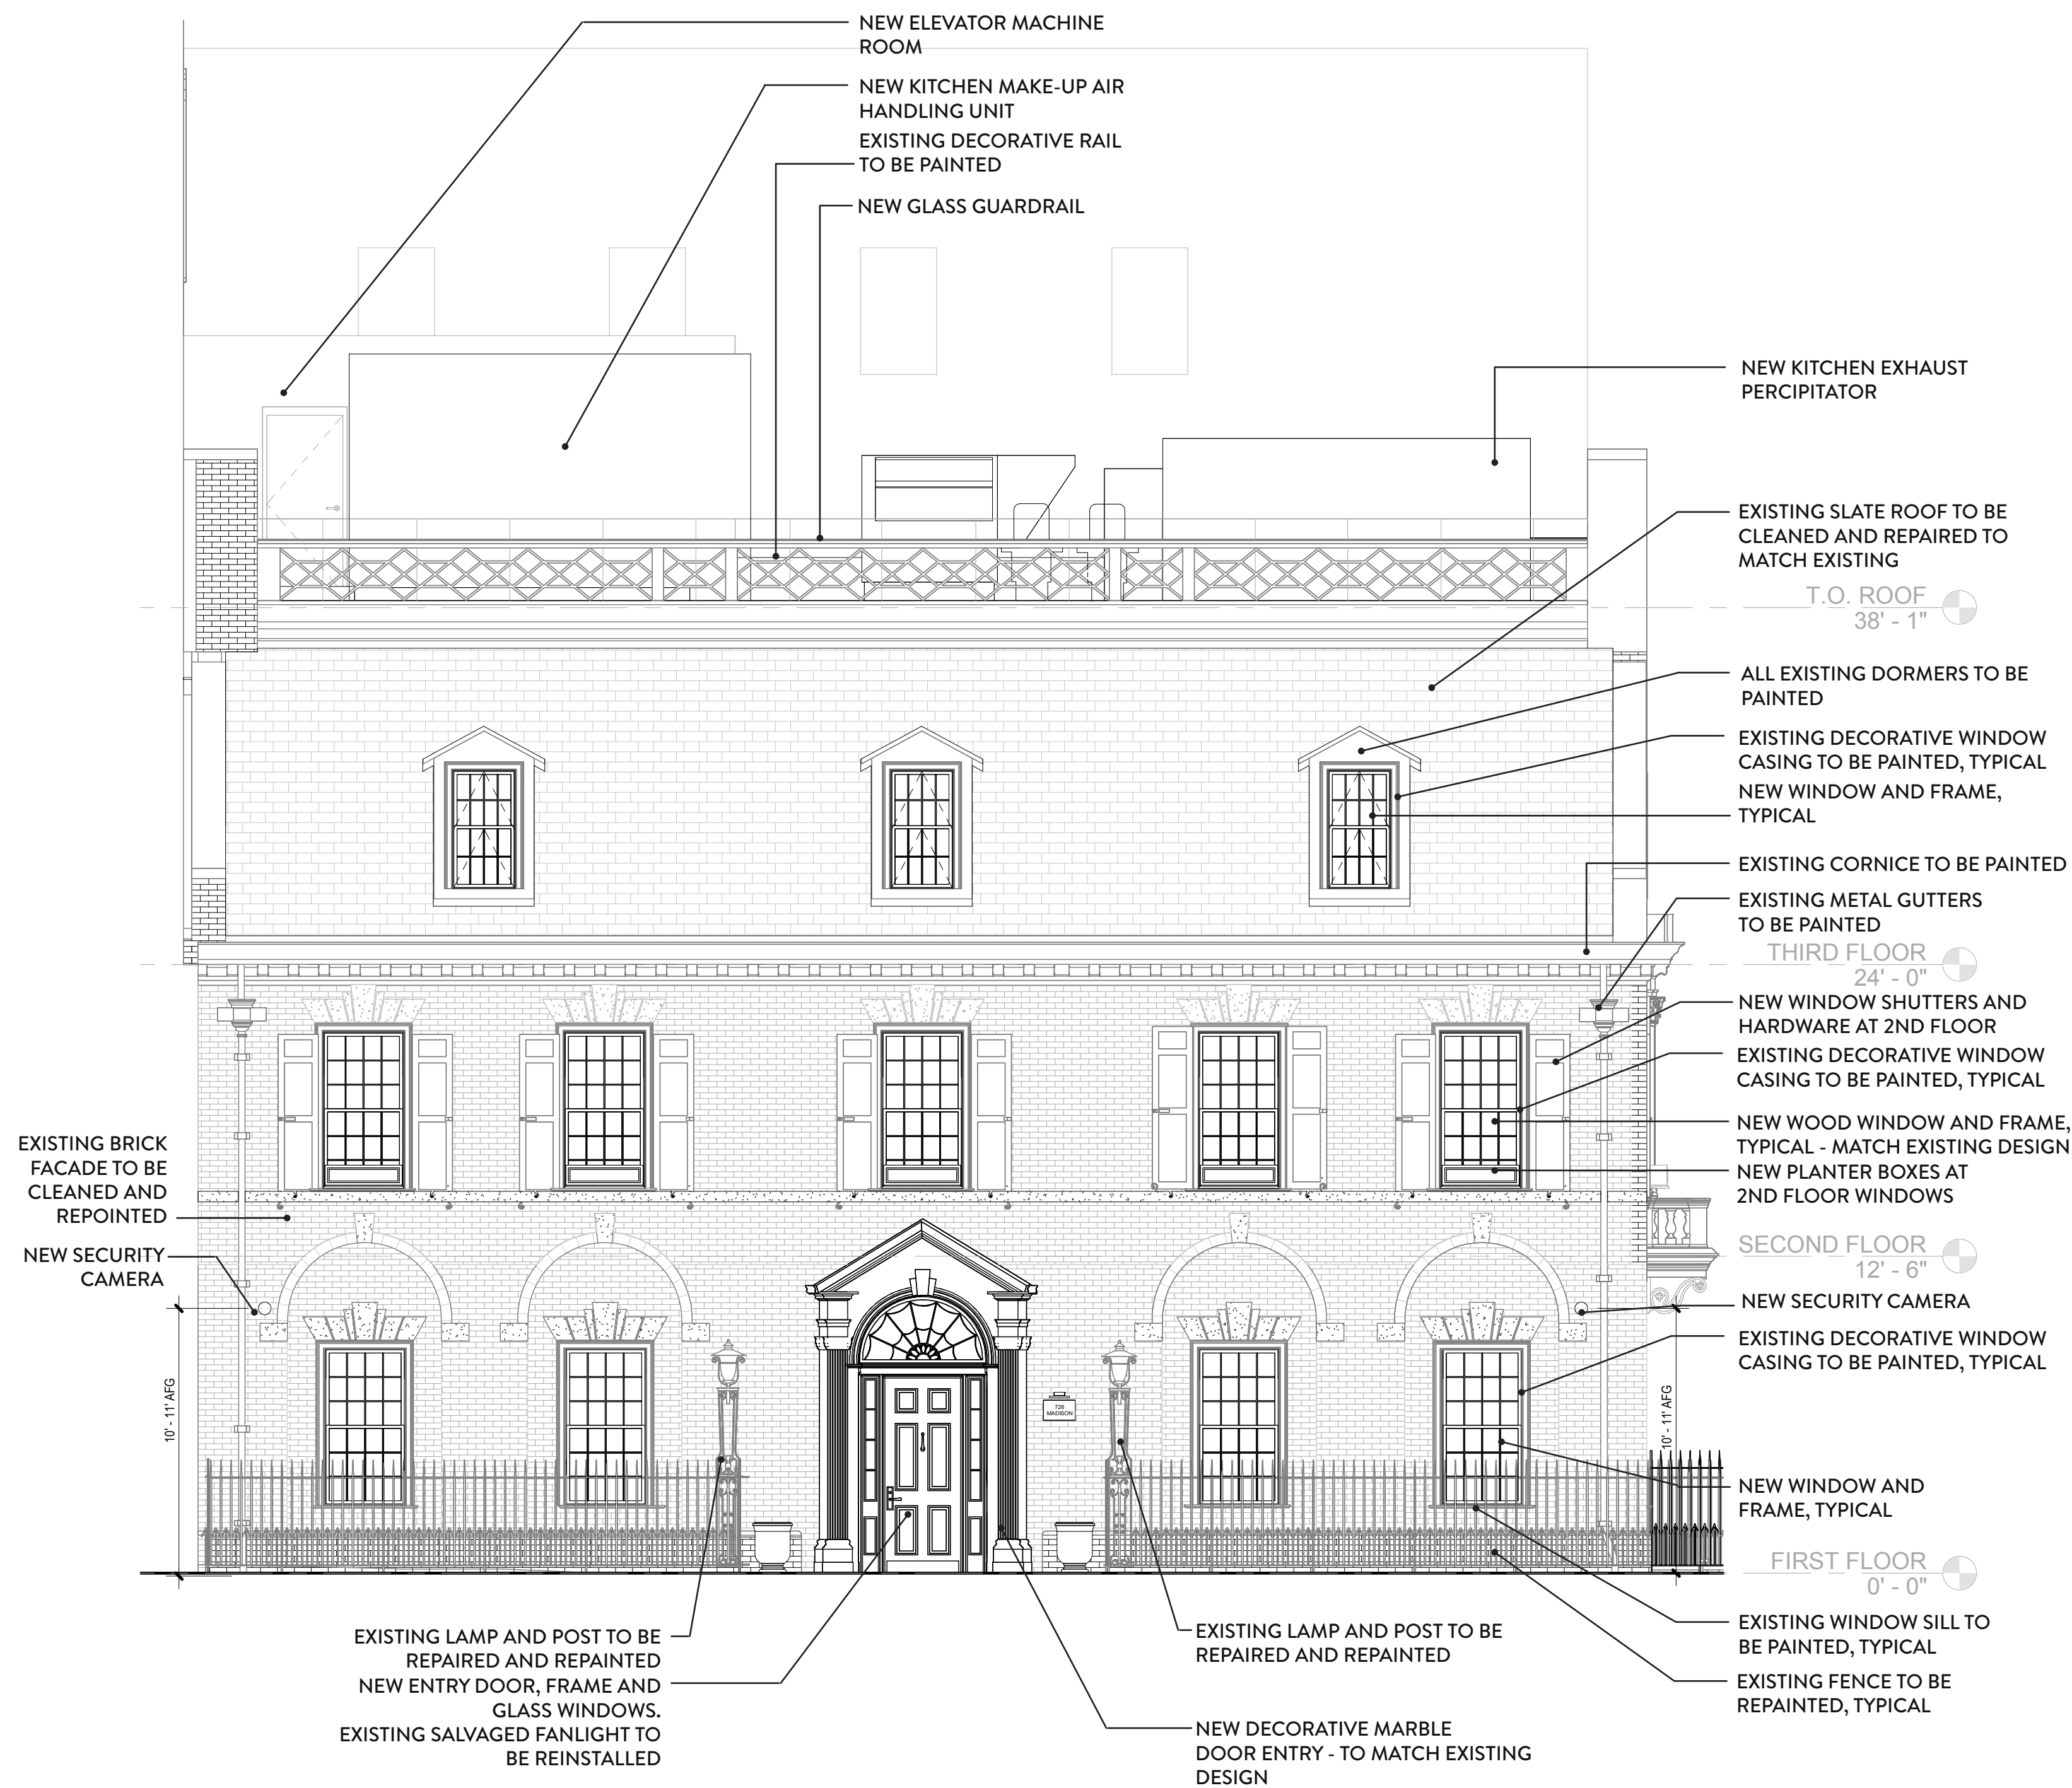 NEW ELEVATOR MACHINE
ROOM
NEW KITCHEN MAKE-UP AIR
HANDLING UNIT
EXISTING DECORATIVE RAIL
TO BE PAINTED
NEW GLASS GUARDRAIL
NEW KITCHEN EXHAUST
PERCIPITATOR
EXISTING SLATE ROOF TO BE
CLEANED AND REPAIRED TO
MATCH EXISTING
T.O. ROOF
38' - 1"
ALL EXISTING DORMERS TO BE
PAINTED
EXISTING DECORATIVE WINDOW
CASING TO BE PAINTED, TYPICAL
NEW WINDOW AND FRAME,
TYPICAL
EXISTING CORNICE TO BE PAINTED
EXISTING METAL GUTTERS
TO BE PAINTED
THIRD FLOOR
24' - 0"
NEW WINDOW SHUTTERS AND
HARDWARE AT 2ND FLOOR
EXISTING DECORATIVE WINDOW
CASING TO BE PAINTED, TYPICAL
NEW WOOD WINDOW AND FRAME,
TYPICAL - MATCH EXISTING DESIGN
NEW PLANTER BOXES AT
2ND FLOOR WINDOWS
EXISTING BRICK
FACADE TO BE
CLEANED AND
REPOINTED
NEW SECURITY
CAMERA
SECOND FLOOR
12' - 6"
NEW SECURITY CAMERA
EXISTING DECORATIVE WINDOW
CASING TO BE PAINTED, TYPICAL
10' - 11' AFG
726
MADISON
10' - 11' AFG
NEW WINDOW AND
FRAME, TYPICAL
FIRST FLOOR
0' - 0"
EXISTING WINDOW SILL TO
BE PAINTED, TYPICAL
EXISTING FENCE TO BE
REPAINTED, TYPICAL
EXISTING LAMP AND POST TO BE
REPAIRED AND REPAINTED
NEW ENTRY DOOR, FRAME AND
GLASS WINDOWS.
EXISTING SALVAGED FANLIGHT TO
BE REINSTALLED
EXISTING LAMP AND POST TO BE
REPAIRED AND REPAINTED
NEW DECORATIVE MARBLE
DOOR ENTRY - TO MATCH EXISTING
DESIGN